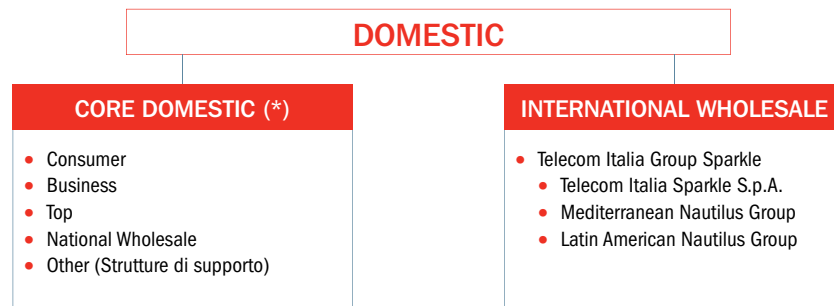 DOMESTIC
CORE DOMESTIC (*)
• Consumer
• Business
• Top
• National Wholesale
• Other (Strutture di supporto)
INTERNATIONAL WHOLESALE
• Telecom Italia Group Sparkle
• Telecom Italia Sparkle S.p.A.
• Mediterranean Nautilus Group
• Latin American Nautilus Group